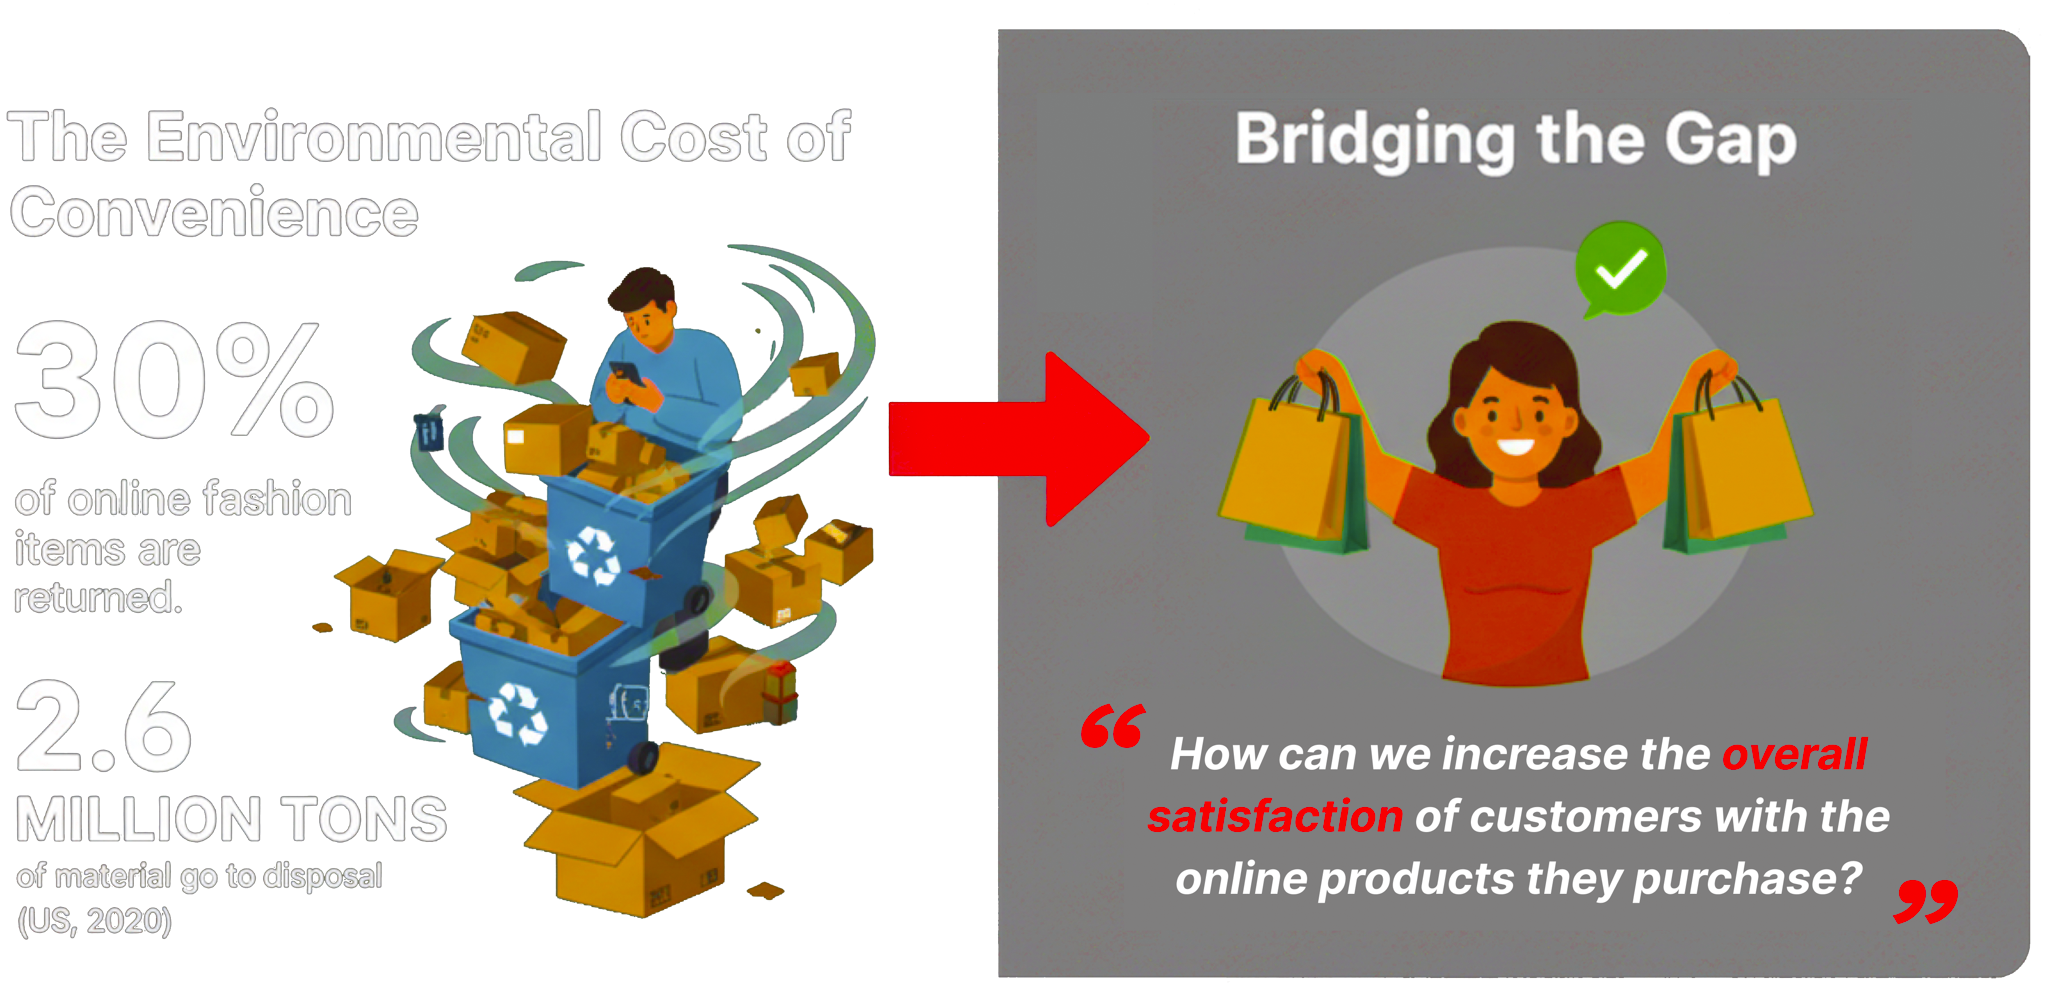 The Environmental Cost of
Convenience
30%
of online fashion
items are
returned.
2.6
MILLION TONS
of material go to disposal
(US, 2020)
Bridging the Gap
“ How can we increase the overall
satisfaction of customers with the
online products they purchase? ”